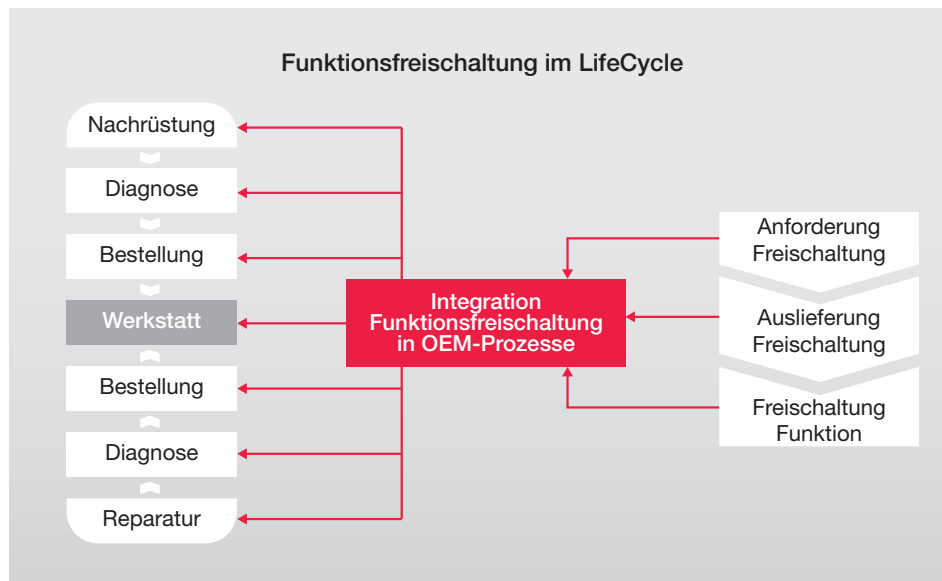 Funktionsfreischaltung im LifeCycle
Nachrüstung
Diagnose
Bestellung
Werkstatt
Bestellung
Diagnose
Reparatur
Integration
Funktionsfreischaltung
in OEM-Prozesse
Anforderung
Freischaltung
Auslieferung
Freischaltung
Freischaltung
Funktion